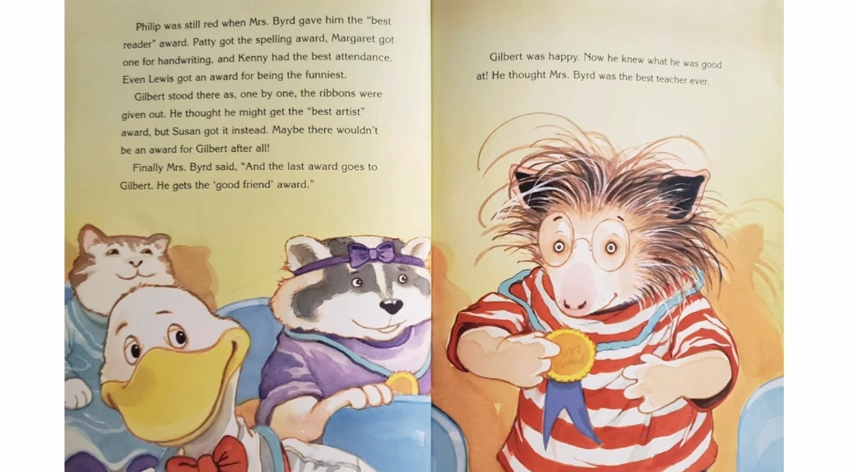 Philip was still red when Mrs. Byrd gave him the “best
reader” award. Patty got the spelling award, Margaret got
one for handwriting, and Kenny had the best attendance.
Even Lewis got an award for being the funniest.
Gilbert stood there as, one by one, the ribbons were
given out. He thought he might get the “best artist”
award, but Susan got it instead. Maybe there wouldn’t
be an award for Gilbert after all!
Finally Mrs. Byrd said, “And the last award goes to
Gilbert. He gets the ‘good friend’ award.”
Gilbert was happy. Now he knew what he was good
at! He thought Mrs. Byrd was the best teacher ever.